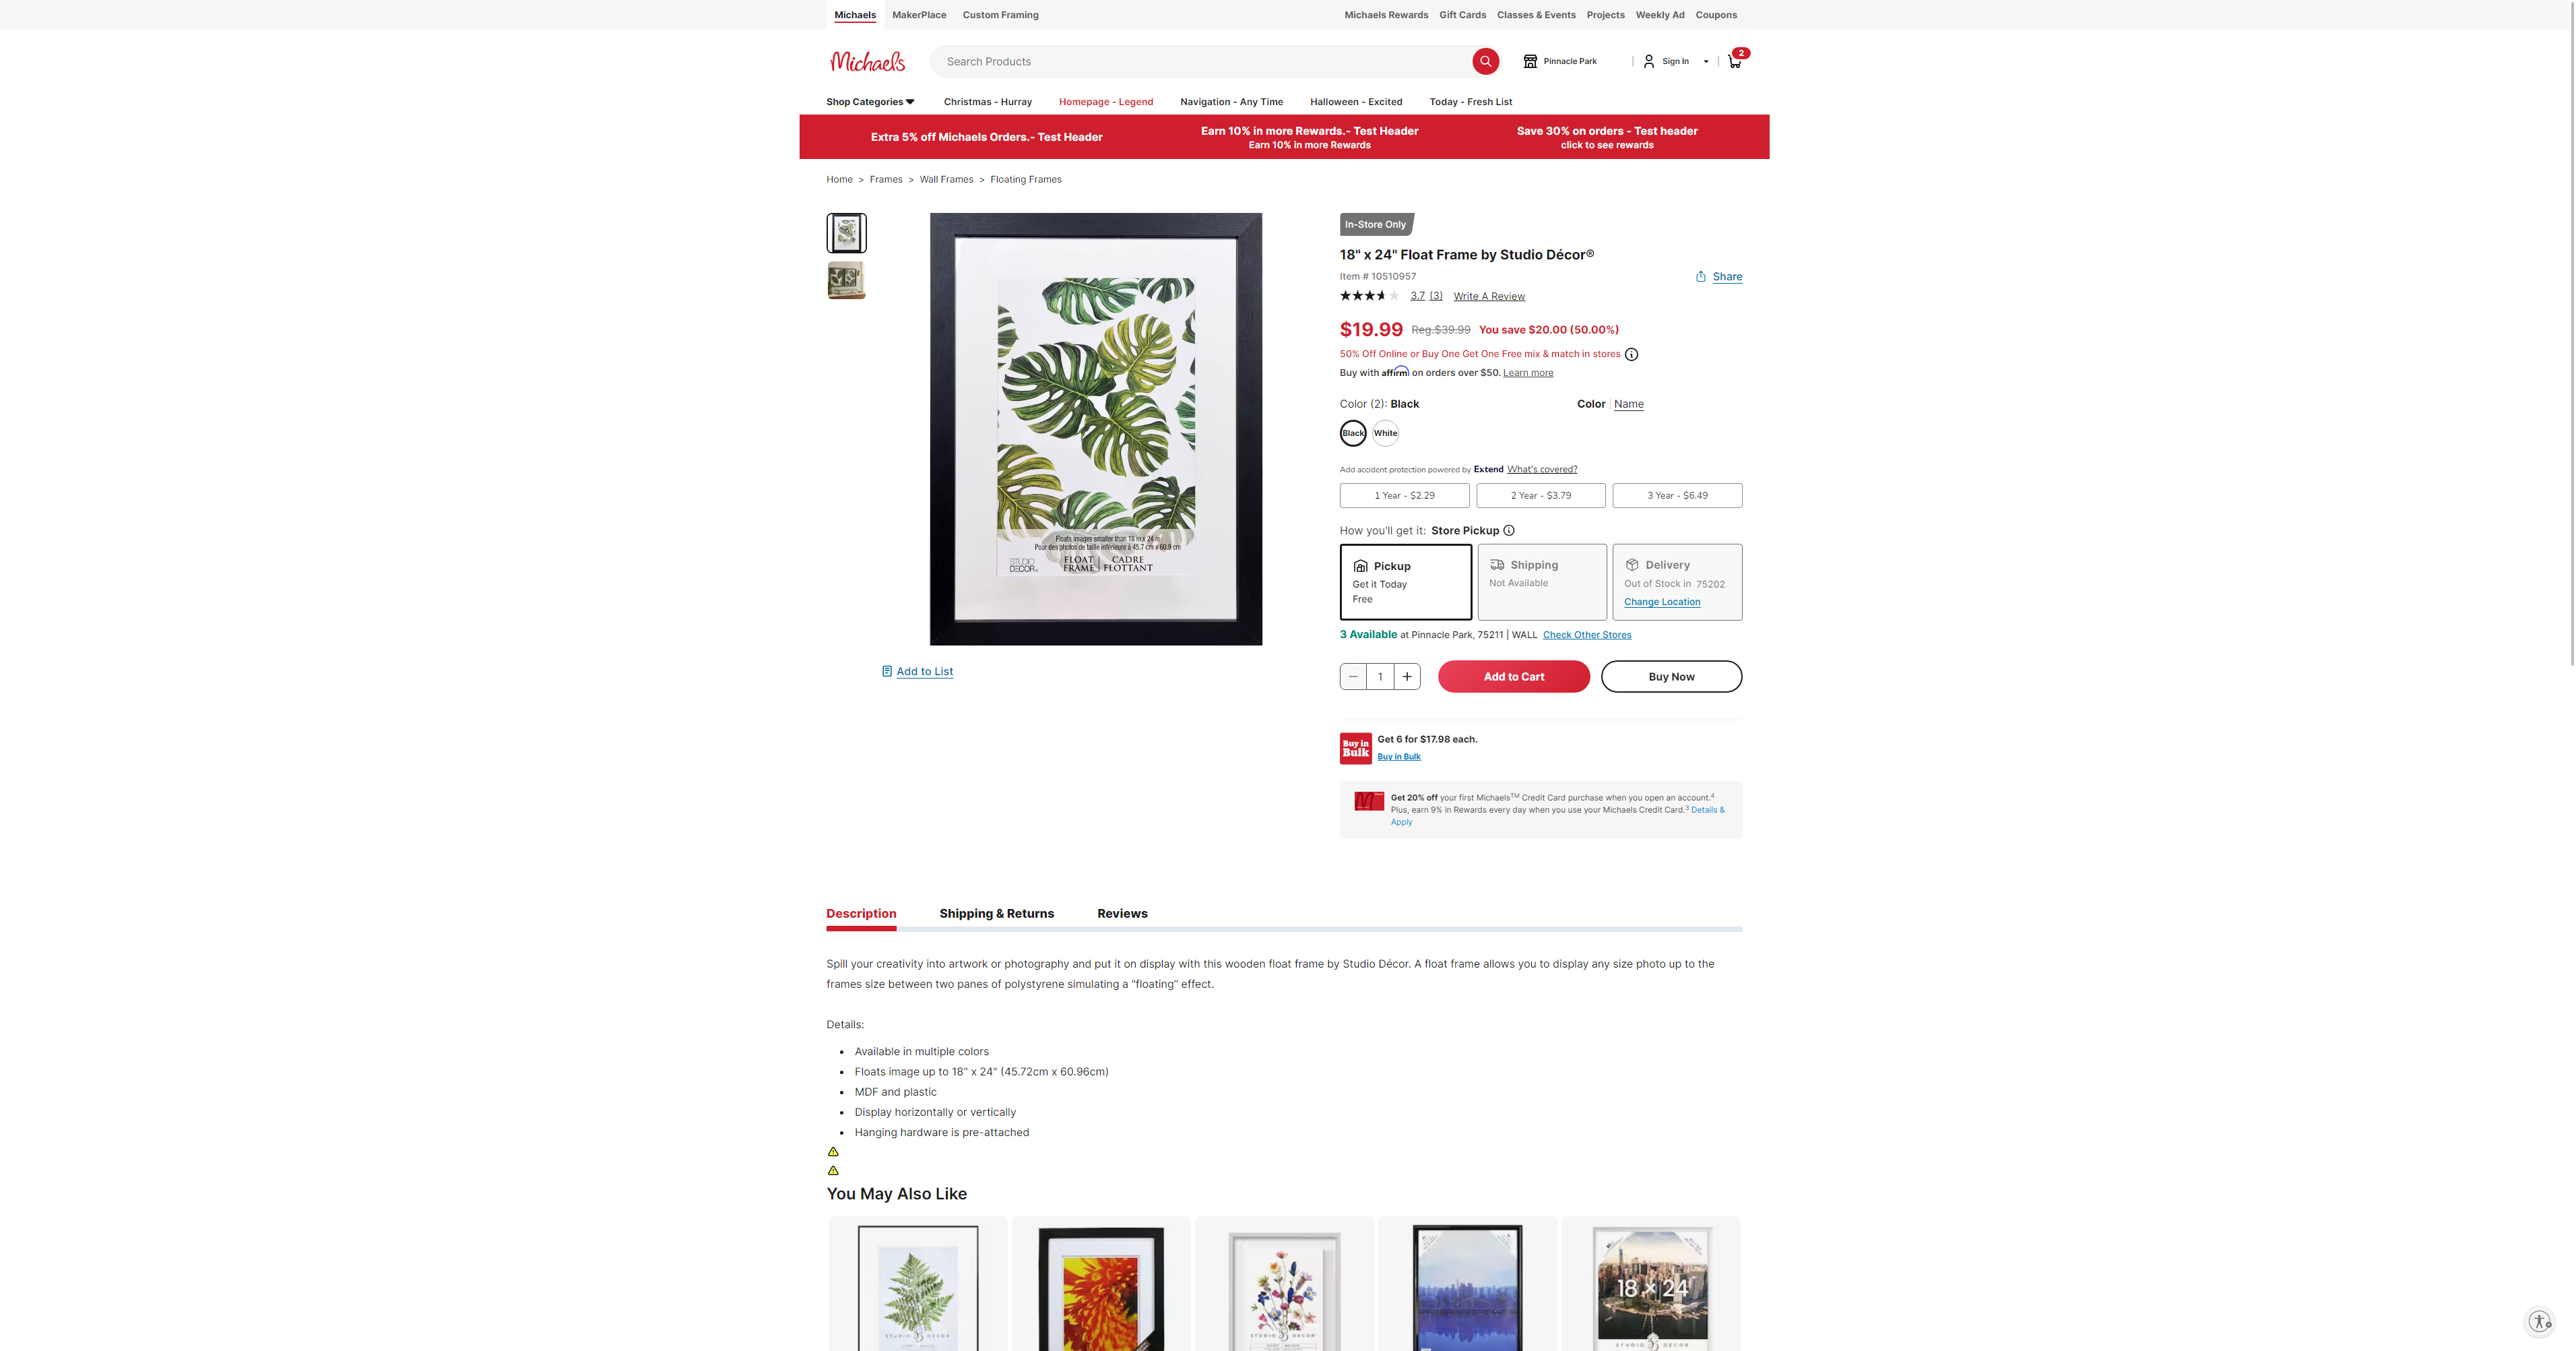 Michaels MakerPlace Custom Framing Michaels Rewards Gift Cards Classes & Events Projects Weekly Ad Coupons
Michaels Search Products Pinnacle Park | Sign In | 2
Shop Categories Christmas - Hurray Homepage - Legend Navigation - Any Time Halloween - Excited Today - Fresh List
Extra 5% off Michaels Orders.- Test Header
Earn 10% in more Rewards.- Test Header
Earn 10% in more Rewards
Save 30% on orders - Test header
click to see rewards
Home > Frames > Wall Frames > Floating Frames
Floats images smaller than 18 in x 24 in
Pour des photos de taille inférieure à 45.7 cm x 60.9 cm
STUDIO DECOR
FLOAT FRAME | CADRE FLOTTANT
Add to List
In-Store Only
18" x 24" Float Frame by Studio Décor®
Item # 10510957
Share
3.7 (3) Write A Review
$19.99 Reg.$39.99 You save $20.00 (50.00%)
50% Off Online or Buy One Get One Free mix & match in stores
Buy with affirm on orders over $50. Learn more
Color (2): Black Color | Name
Black White
Add accident protection powered by Extend What's covered?
1 Year - $2.29 2 Year - $3.79 3 Year - $6.49
How you'll get it: Store Pickup
Pickup
Get it Today
Free
Shipping
Not Available
Delivery
Out of Stock in 75202
Change Location
3 Available at Pinnacle Park, 75211 | WALL Check Other Stores
1 Add to Cart Buy Now
Buy in Bulk
Get 6 for $17.98 each.
Buy in Bulk
Get 20% off your first Michaels™ Credit Card purchase when you open an account.⁴
Plus, earn 9% in Rewards every day when you use your Michaels Credit Card.³ Details &
Apply
Description Shipping & Returns Reviews
Spill your creativity into artwork or photography and put it on display with this wooden float frame by Studio Décor. A float frame allows you to display any size photo up to the
frames size between two panes of polystyrene simulating a "floating" effect.
Details:
Available in multiple colors
Floats image up to 18" x 24" (45.72cm x 60.96cm)
MDF and plastic
Display horizontally or vertically
Hanging hardware is pre-attached
You May Also Like
STUDIO DECOR
STUDIO DECOR
18 x 24
STUDIO DECOR